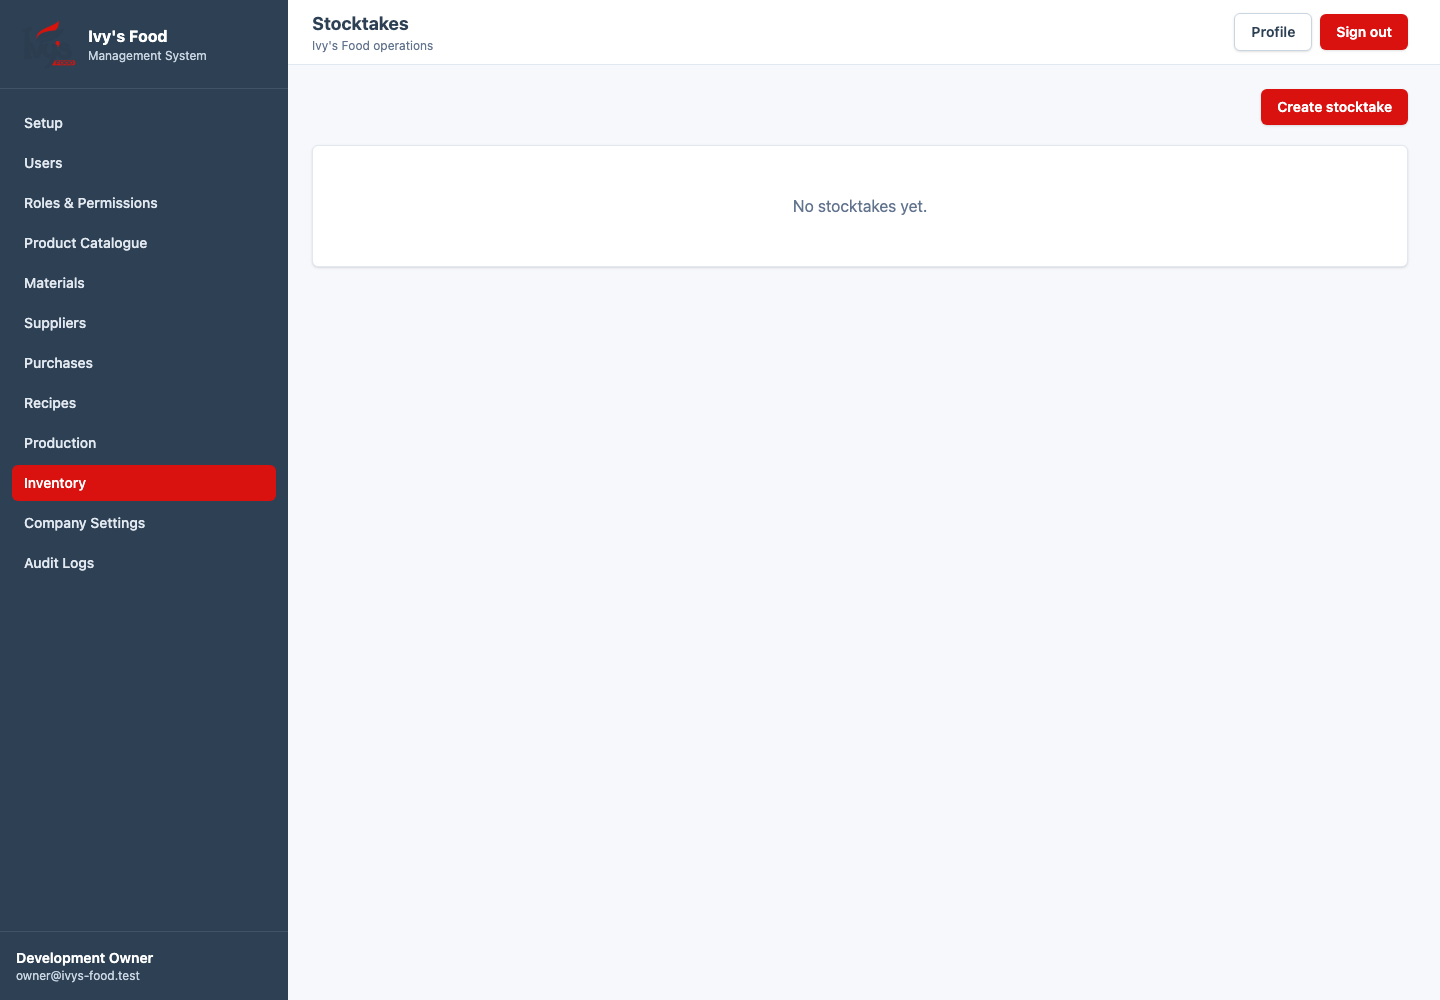 Ivy's Food
Management System
Setup
Users
Roles & Permissions
Product Catalogue
Materials
Suppliers
Purchases
Recipes
Production
Inventory
Company Settings
Audit Logs
Development Owner
owner@ivys-food.test
Stocktakes
Ivy's Food operations
Profile
Sign out
Create stocktake
No stocktakes yet.